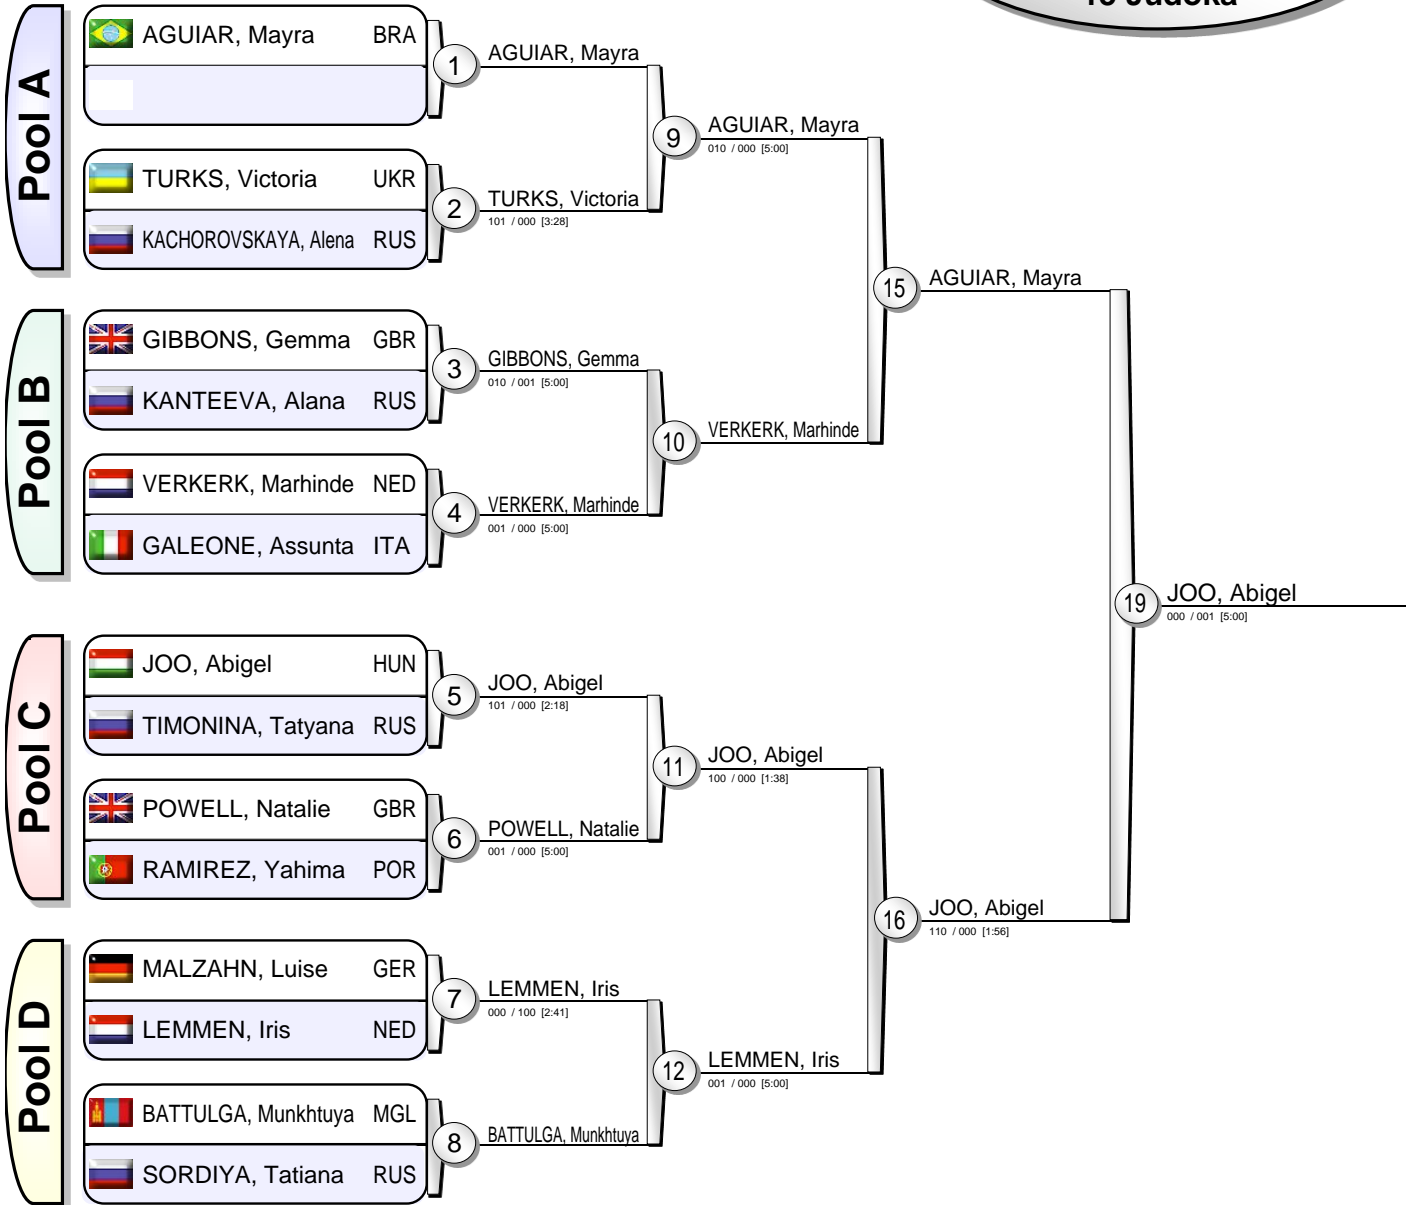 15 Judoka
Pool A
AGUIAR, Mayra BRA
1
AGUIAR, Mayra
TURKS, Victoria UKR
KACHOROVSKAYA, Alena RUS
2
TURKS, Victoria
101 / 000 [3:28]
9
AGUIAR, Mayra
010 / 000 [5:00]
Pool B
GIBBONS, Gemma GBR
KANTEEVA, Alana RUS
3
GIBBONS, Gemma
010 / 001 [5:00]
VERKERK, Marhinde NED
GALEONE, Assunta ITA
4
VERKERK, Marhinde
001 / 000 [5:00]
10
VERKERK, Marhinde
15
AGUIAR, Mayra
Pool C
JOO, Abigel HUN
TIMONINA, Tatyana RUS
5
JOO, Abigel
101 / 000 [2:18]
POWELL, Natalie GBR
RAMIREZ, Yahima POR
6
POWELL, Natalie
001 / 000 [5:00]
11
JOO, Abigel
100 / 000 [1:38]
Pool D
MALZAHN, Luise GER
LEMMEN, Iris NED
7
LEMMEN, Iris
000 / 100 [2:41]
BATTULGA, Munkhtuya MGL
SORDIYA, Tatiana RUS
8
BATTULGA, Munkhtuya
12
LEMMEN, Iris
001 / 000 [5:00]
16
JOO, Abigel
110 / 000 [1:56]
19
JOO, Abigel
000 / 001 [5:00]